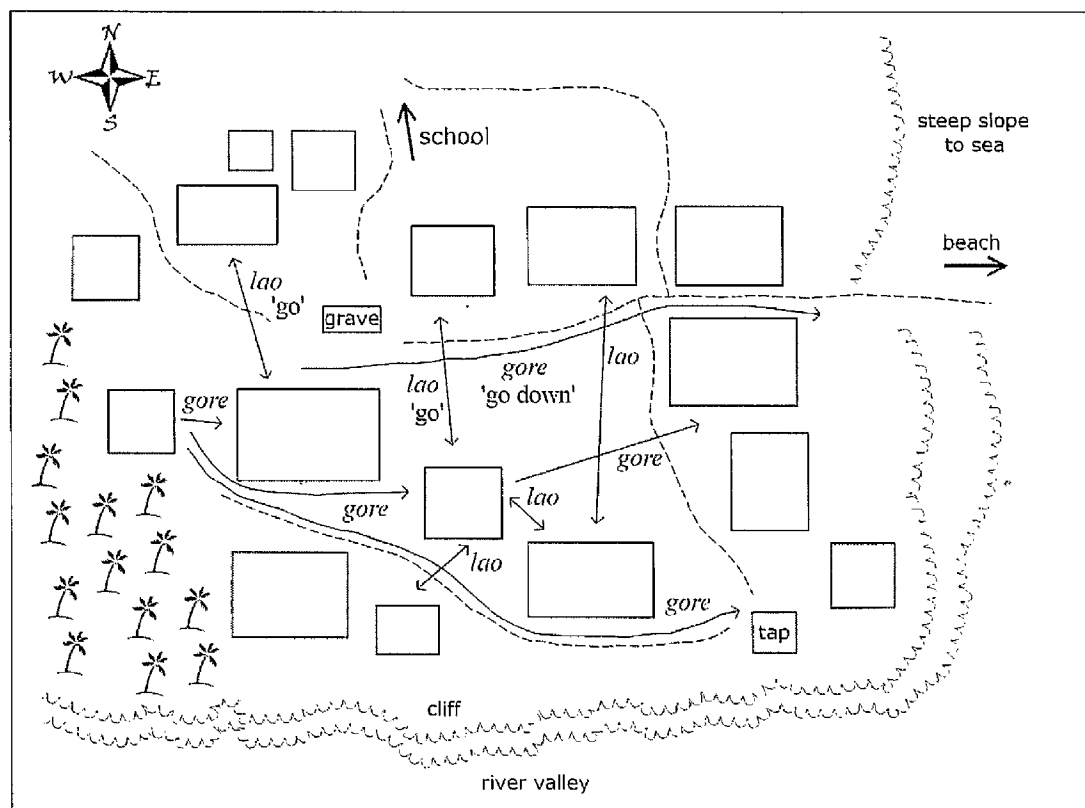 N
W E
S
school
steep slope
to sea
beach
lao
'go'
grave
lao
'go'
gore
'go down'
lao
gore
gore
gore
lao
lao
gore
tap
cliff
river valley